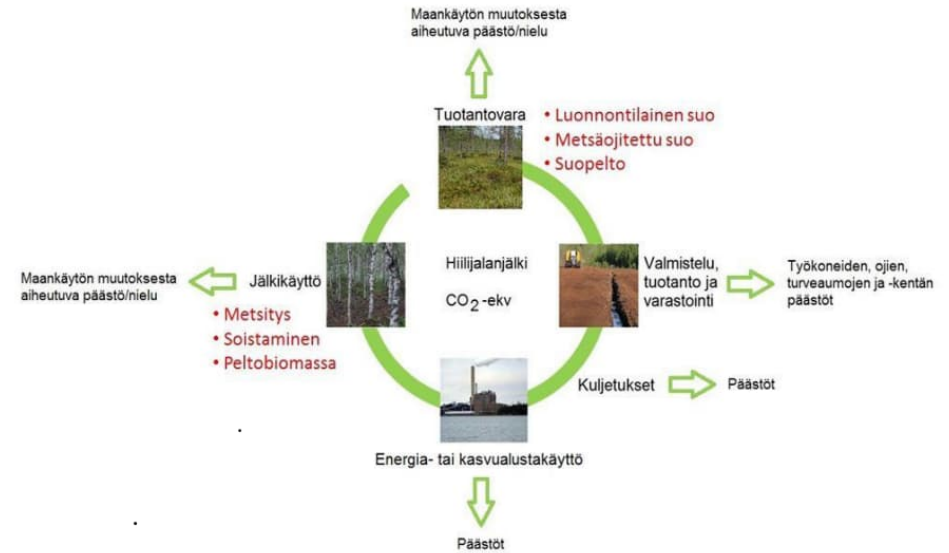 Maankäytön muutoksesta
aiheutuva päästö/nielu
Tuotantovara
• Luonnontilainen suo
• Metsäojitettu suo
• Suopelto
Hiilijalanjälki
CO2-ekv
Valmistelu,
tuotanto ja
varastointi
Työkoneiden, ojien,
turveaumojen ja -kentän
päästöt
Kuljetukset
Päästöt
Energia- tai kasvualustakäyttö
Päästöt
Jälkikäyttö
• Metsitys
• Soistaminen
• Peltobiomassa
Maankäytön muutoksesta
aiheutuva päästö/nielu